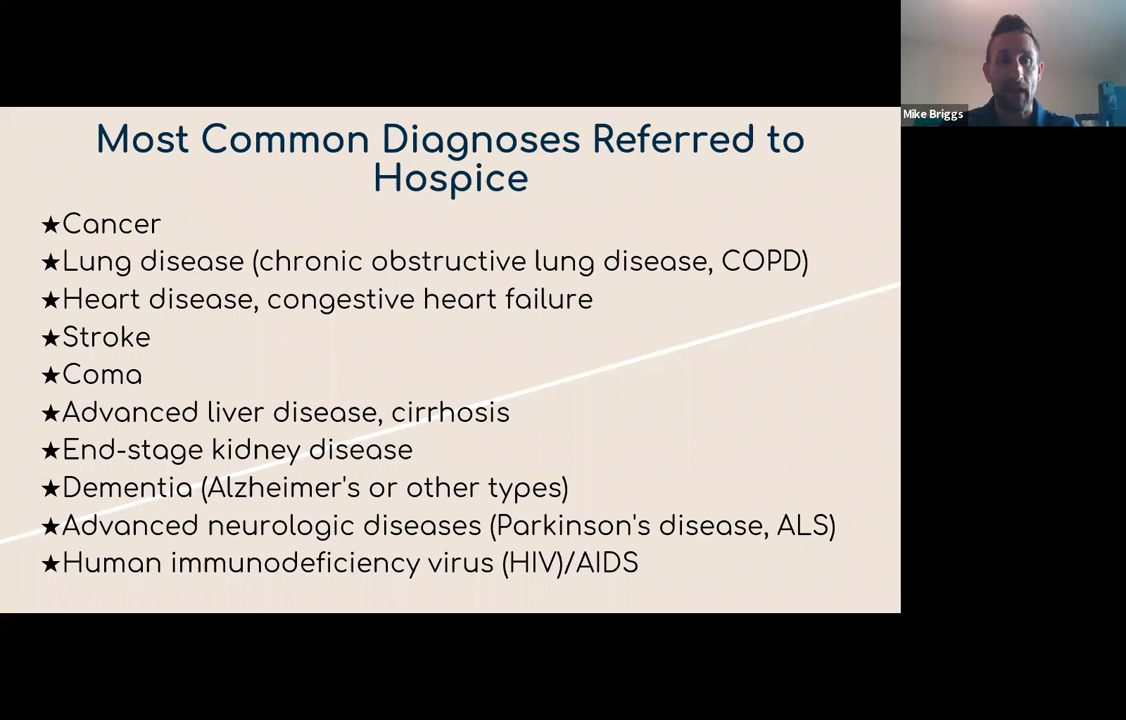 Most Common Diagnoses Referred to
Hospice
★Cancer
★Lung disease (chronic obstructive lung disease, COPD)
★Heart disease, congestive heart failure
★Stroke
★Coma
★Advanced liver disease, cirrhosis
★End-stage kidney disease
★Dementia (Alzheimer's or other types)
★Advanced neurologic diseases (Parkinson's disease, ALS)
★Human immunodeficiency virus (HIV)/AIDS
Mike Briggs